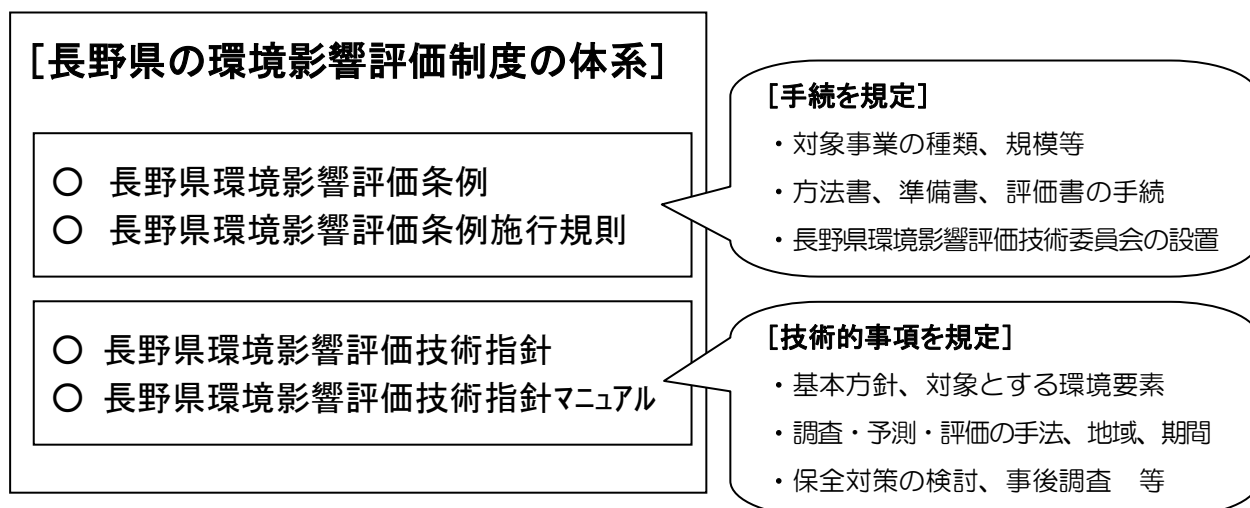 [長野県の環境影響評価制度の体系]
○ 長野県環境影響評価条例
○ 長野県環境影響評価条例施行規則
[手続を規定]
・対象事業の種類、規模等
・方法書、準備書、評価書の手続
・長野県環境影響評価技術委員会の設置
○ 長野県環境影響評価技術指針
○ 長野県環境影響評価技術指針マニュアル
[技術的事項を規定]
・基本方針、対象とする環境要素
・調査・予測・評価の手法、地域、期間
・保全対策の検討、事後調査　等